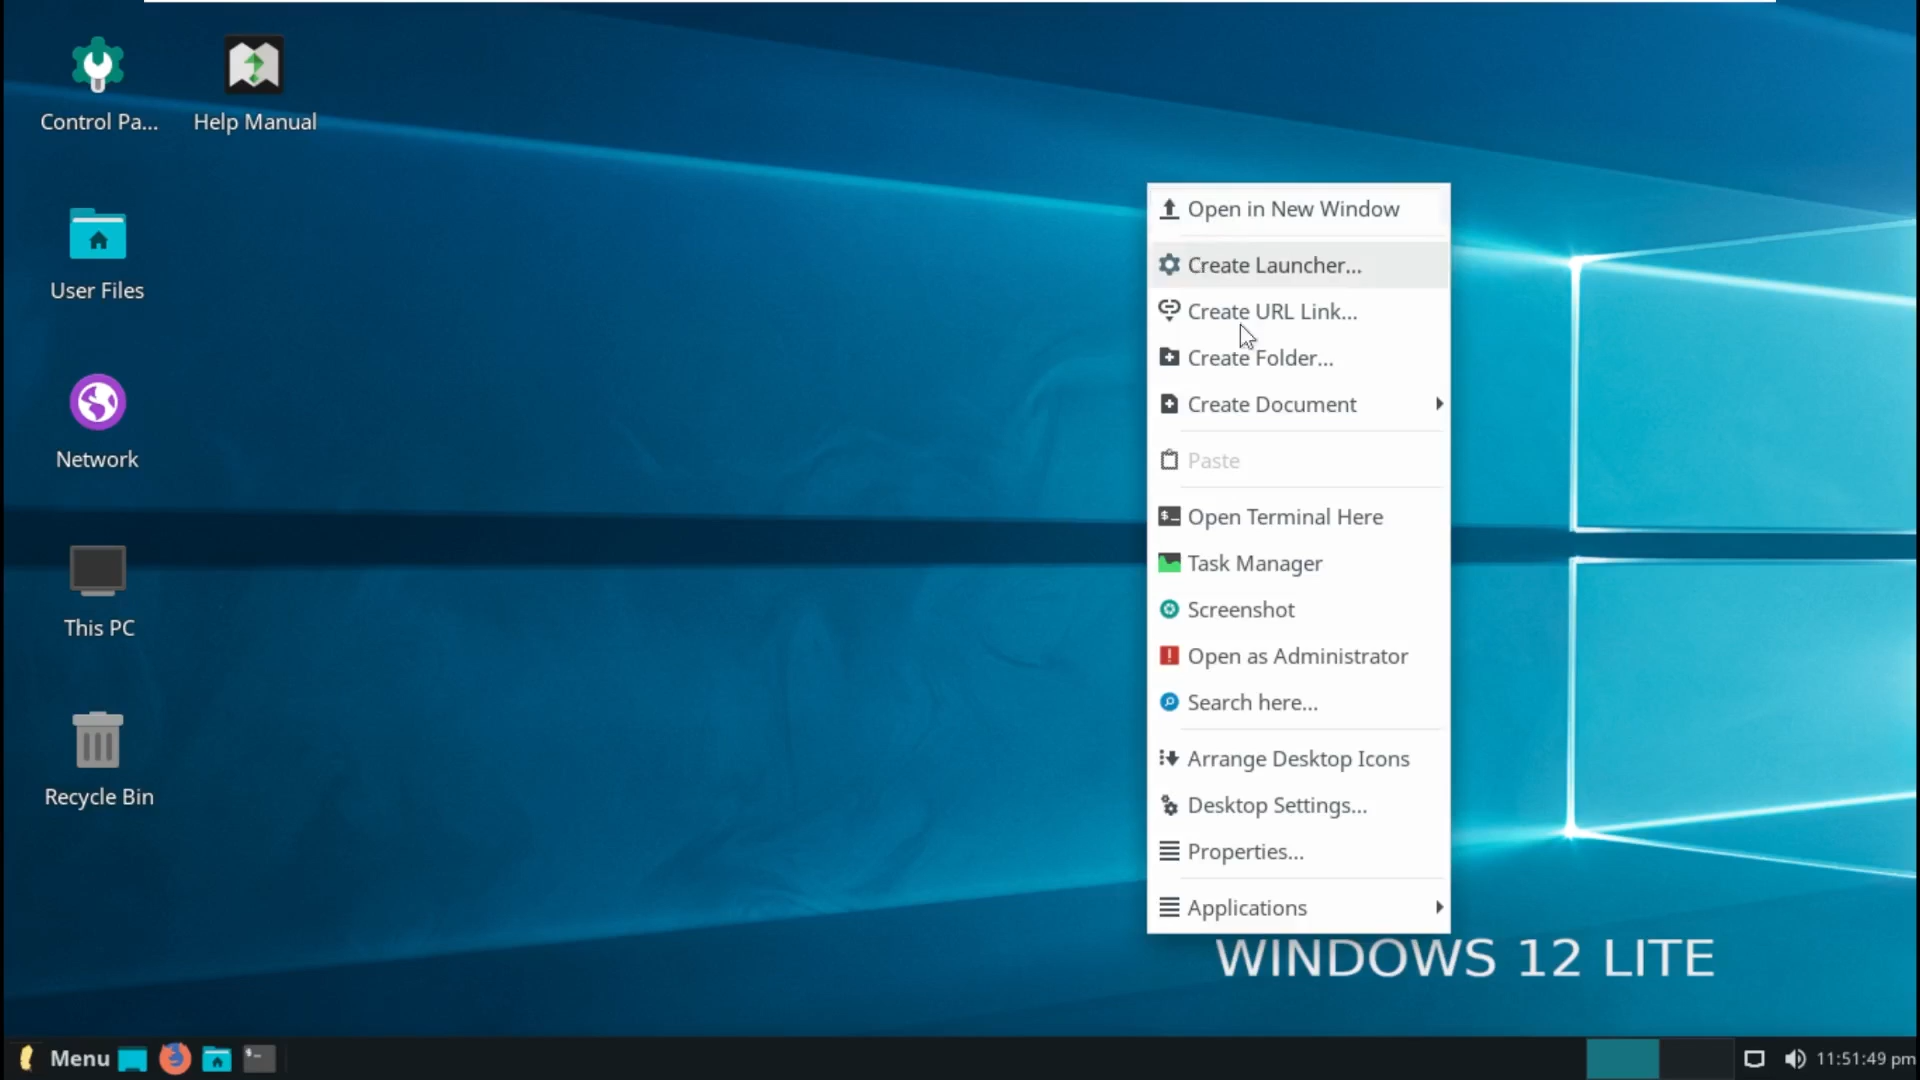 Control Pa...
Help Manual
User Files
Network
This PC
Recycle Bin
Open in New Window
Create Launcher...
Create URL Link...
Create Folder...
Create Document
Paste
Open Terminal Here
Task Manager
Screenshot
Open as Administrator
Search here...
Arrange Desktop Icons
Desktop Settings...
Properties...
Applications
WINDOWS 12 LITE
Menu
11:51:49 pm